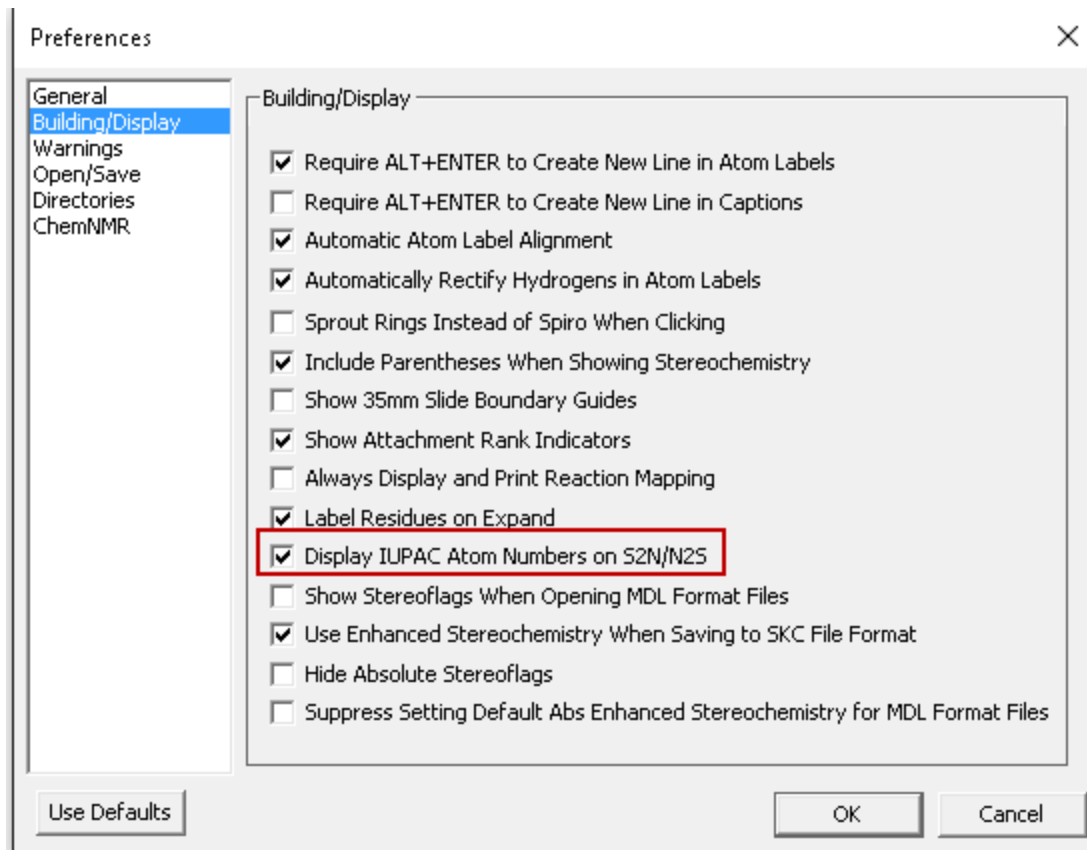 Preferences
General
Building/Display
Warnings
Open/Save
Directories
ChemNMR
Building/Display
Require ALT+ENTER to Create New Line in Atom Labels
Require ALT+ENTER to Create New Line in Captions
Automatic Atom Label Alignment
Automatically Rectify Hydrogens in Atom Labels
Sprout Rings Instead of Spiro When Clicking
Include Parentheses When Showing Stereochemistry
Show 35mm Slide Boundary Guides
Show Attachment Rank Indicators
Always Display and Print Reaction Mapping
Label Residues on Expand
Display IUPAC Atom Numbers on S2N/N2S
Show Stereoflags When Opening MDL Format Files
Use Enhanced Stereochemistry When Saving to SKC File Format
Hide Absolute Stereoflags
Suppress Setting Default Abs Enhanced Stereochemistry for MDL Format Files
Use Defaults
OK
Cancel